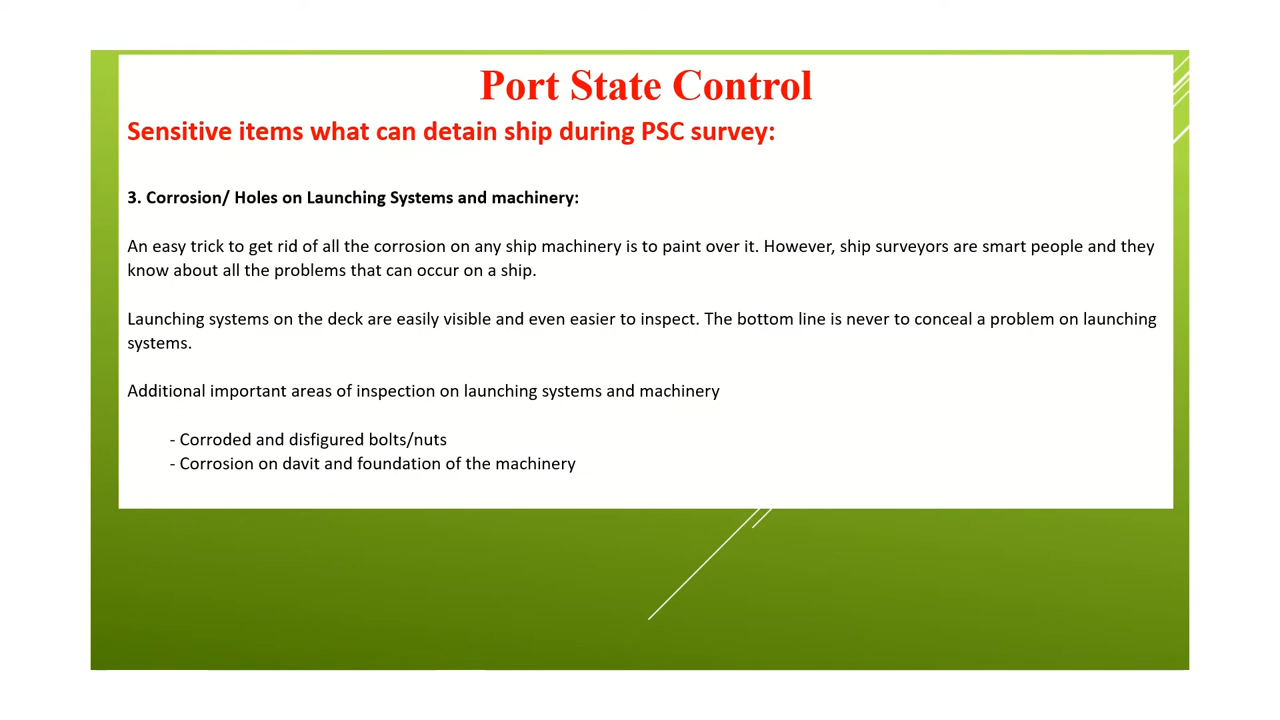 Port State Control
Sensitive items what can detain ship during PSC survey:
3. Corrosion/ Holes on Launching Systems and machinery:
An easy trick to get rid of all the corrosion on any ship machinery is to paint over it. However, ship surveyors are smart people and they
know about all the problems that can occur on a ship.
Launching systems on the deck are easily visible and even easier to inspect. The bottom line is never to conceal a problem on launching
systems.
Additional important areas of inspection on launching systems and machinery
- Corroded and disfigured bolts/nuts
- Corrosion on davit and foundation of the machinery